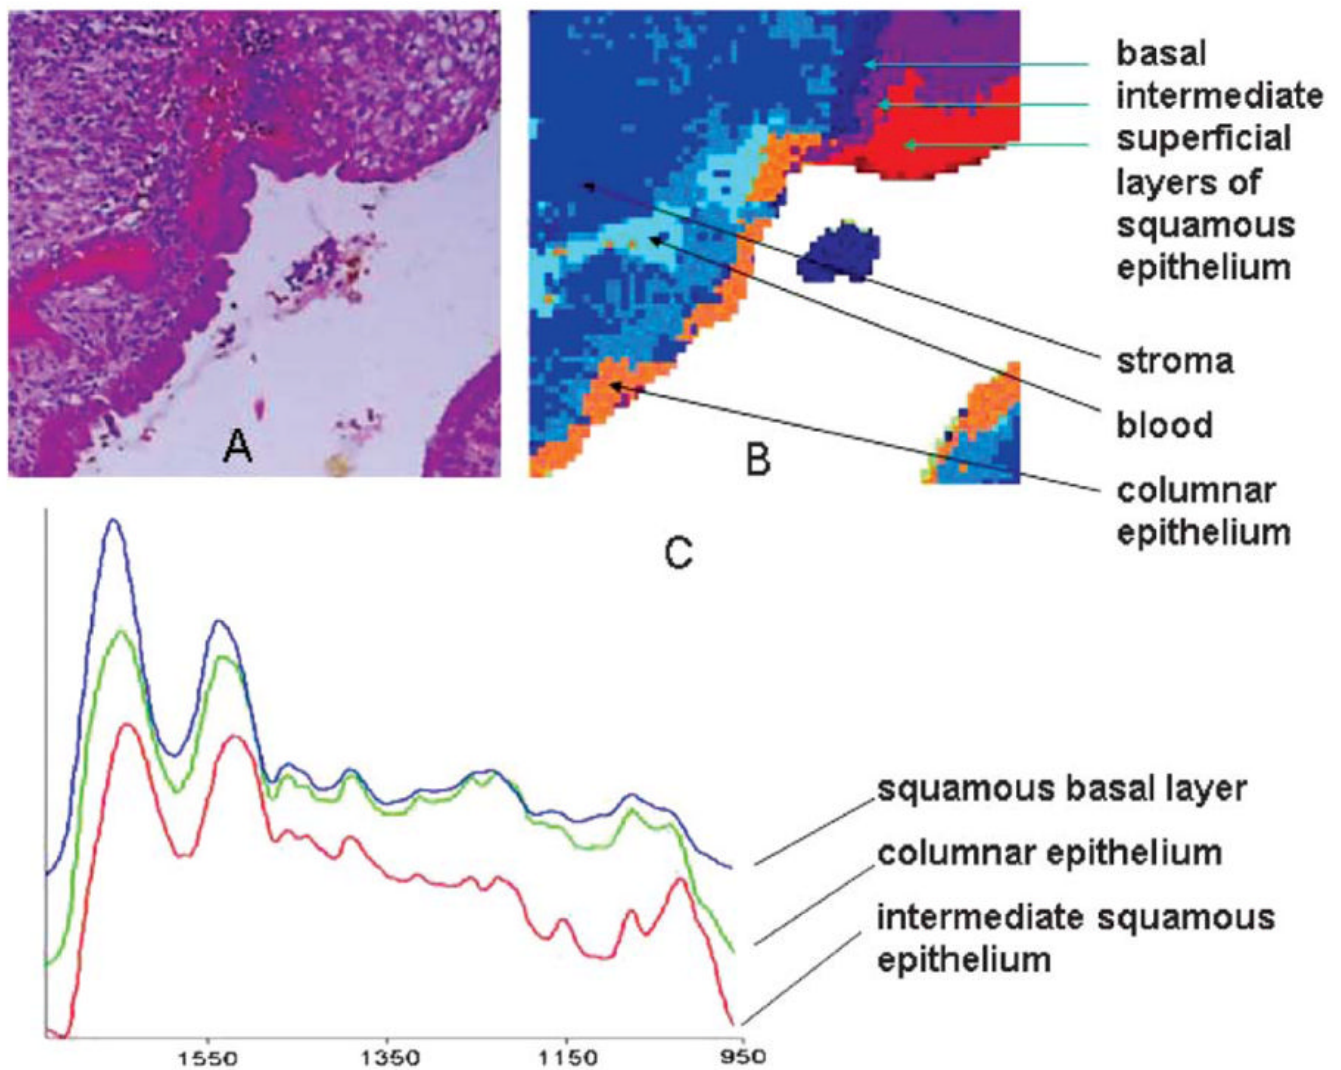 A
B
basal
intermediate
superficial
layers of
squamous
epithelium
stroma
blood
columnar
epithelium
C
squamous basal layer
columnar epithelium
intermediate squamous
epithelium
1550
1350
1150
950